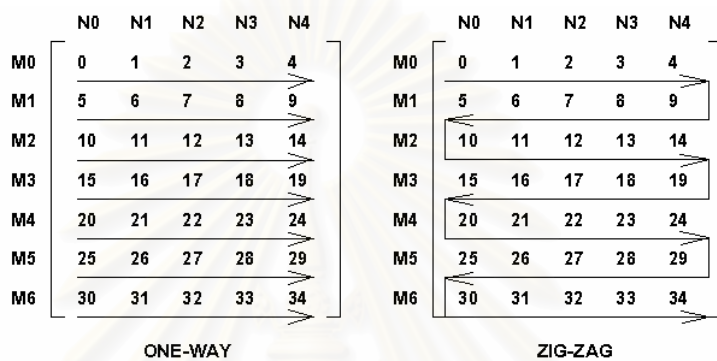 N0 N1 N2 N3 N4 N0 N1 N2 N3 N4
M0 0 1 2 3 4 M0 0 1 2 3 4
M1 5 6 7 8 9 M1 5 6 7 8 9
M2 10 11 12 13 14 M2 10 11 12 13 14
M3 15 16 17 18 19 M3 15 16 17 18 19
M4 20 21 22 23 24 M4 20 21 22 23 24
M5 25 26 27 28 29 M5 25 26 27 28 29
M6 30 31 32 33 34 M6 30 31 32 33 34
ONE-WAY ZIG-ZAG